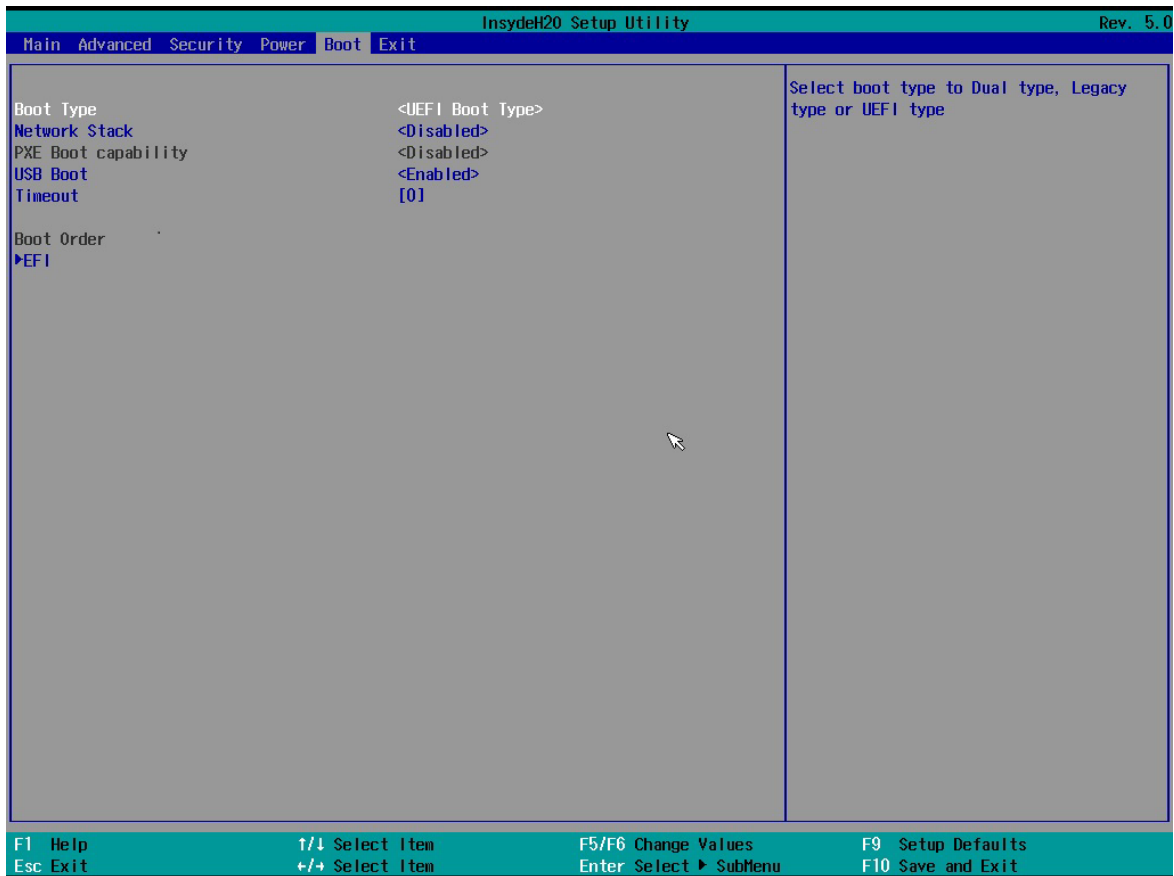 InsydeH20 Setup Utility Rev. 5.0
Main Advanced Security Power Boot Exit
Boot Type <UEFI Boot Type>
Network Stack <Disabled>
PXE Boot capability <Disabled>
USB Boot <Enabled>
Timeout [0]
Boot Order
▶EFI
Select boot type to Dual type, Legacy
type or UEFI type
F1 Help ↑/↓ Select Item F5/F6 Change Values F9 Setup Defaults
Esc Exit ←/→ Select Item Enter Select ▶ SubMenu F10 Save and Exit